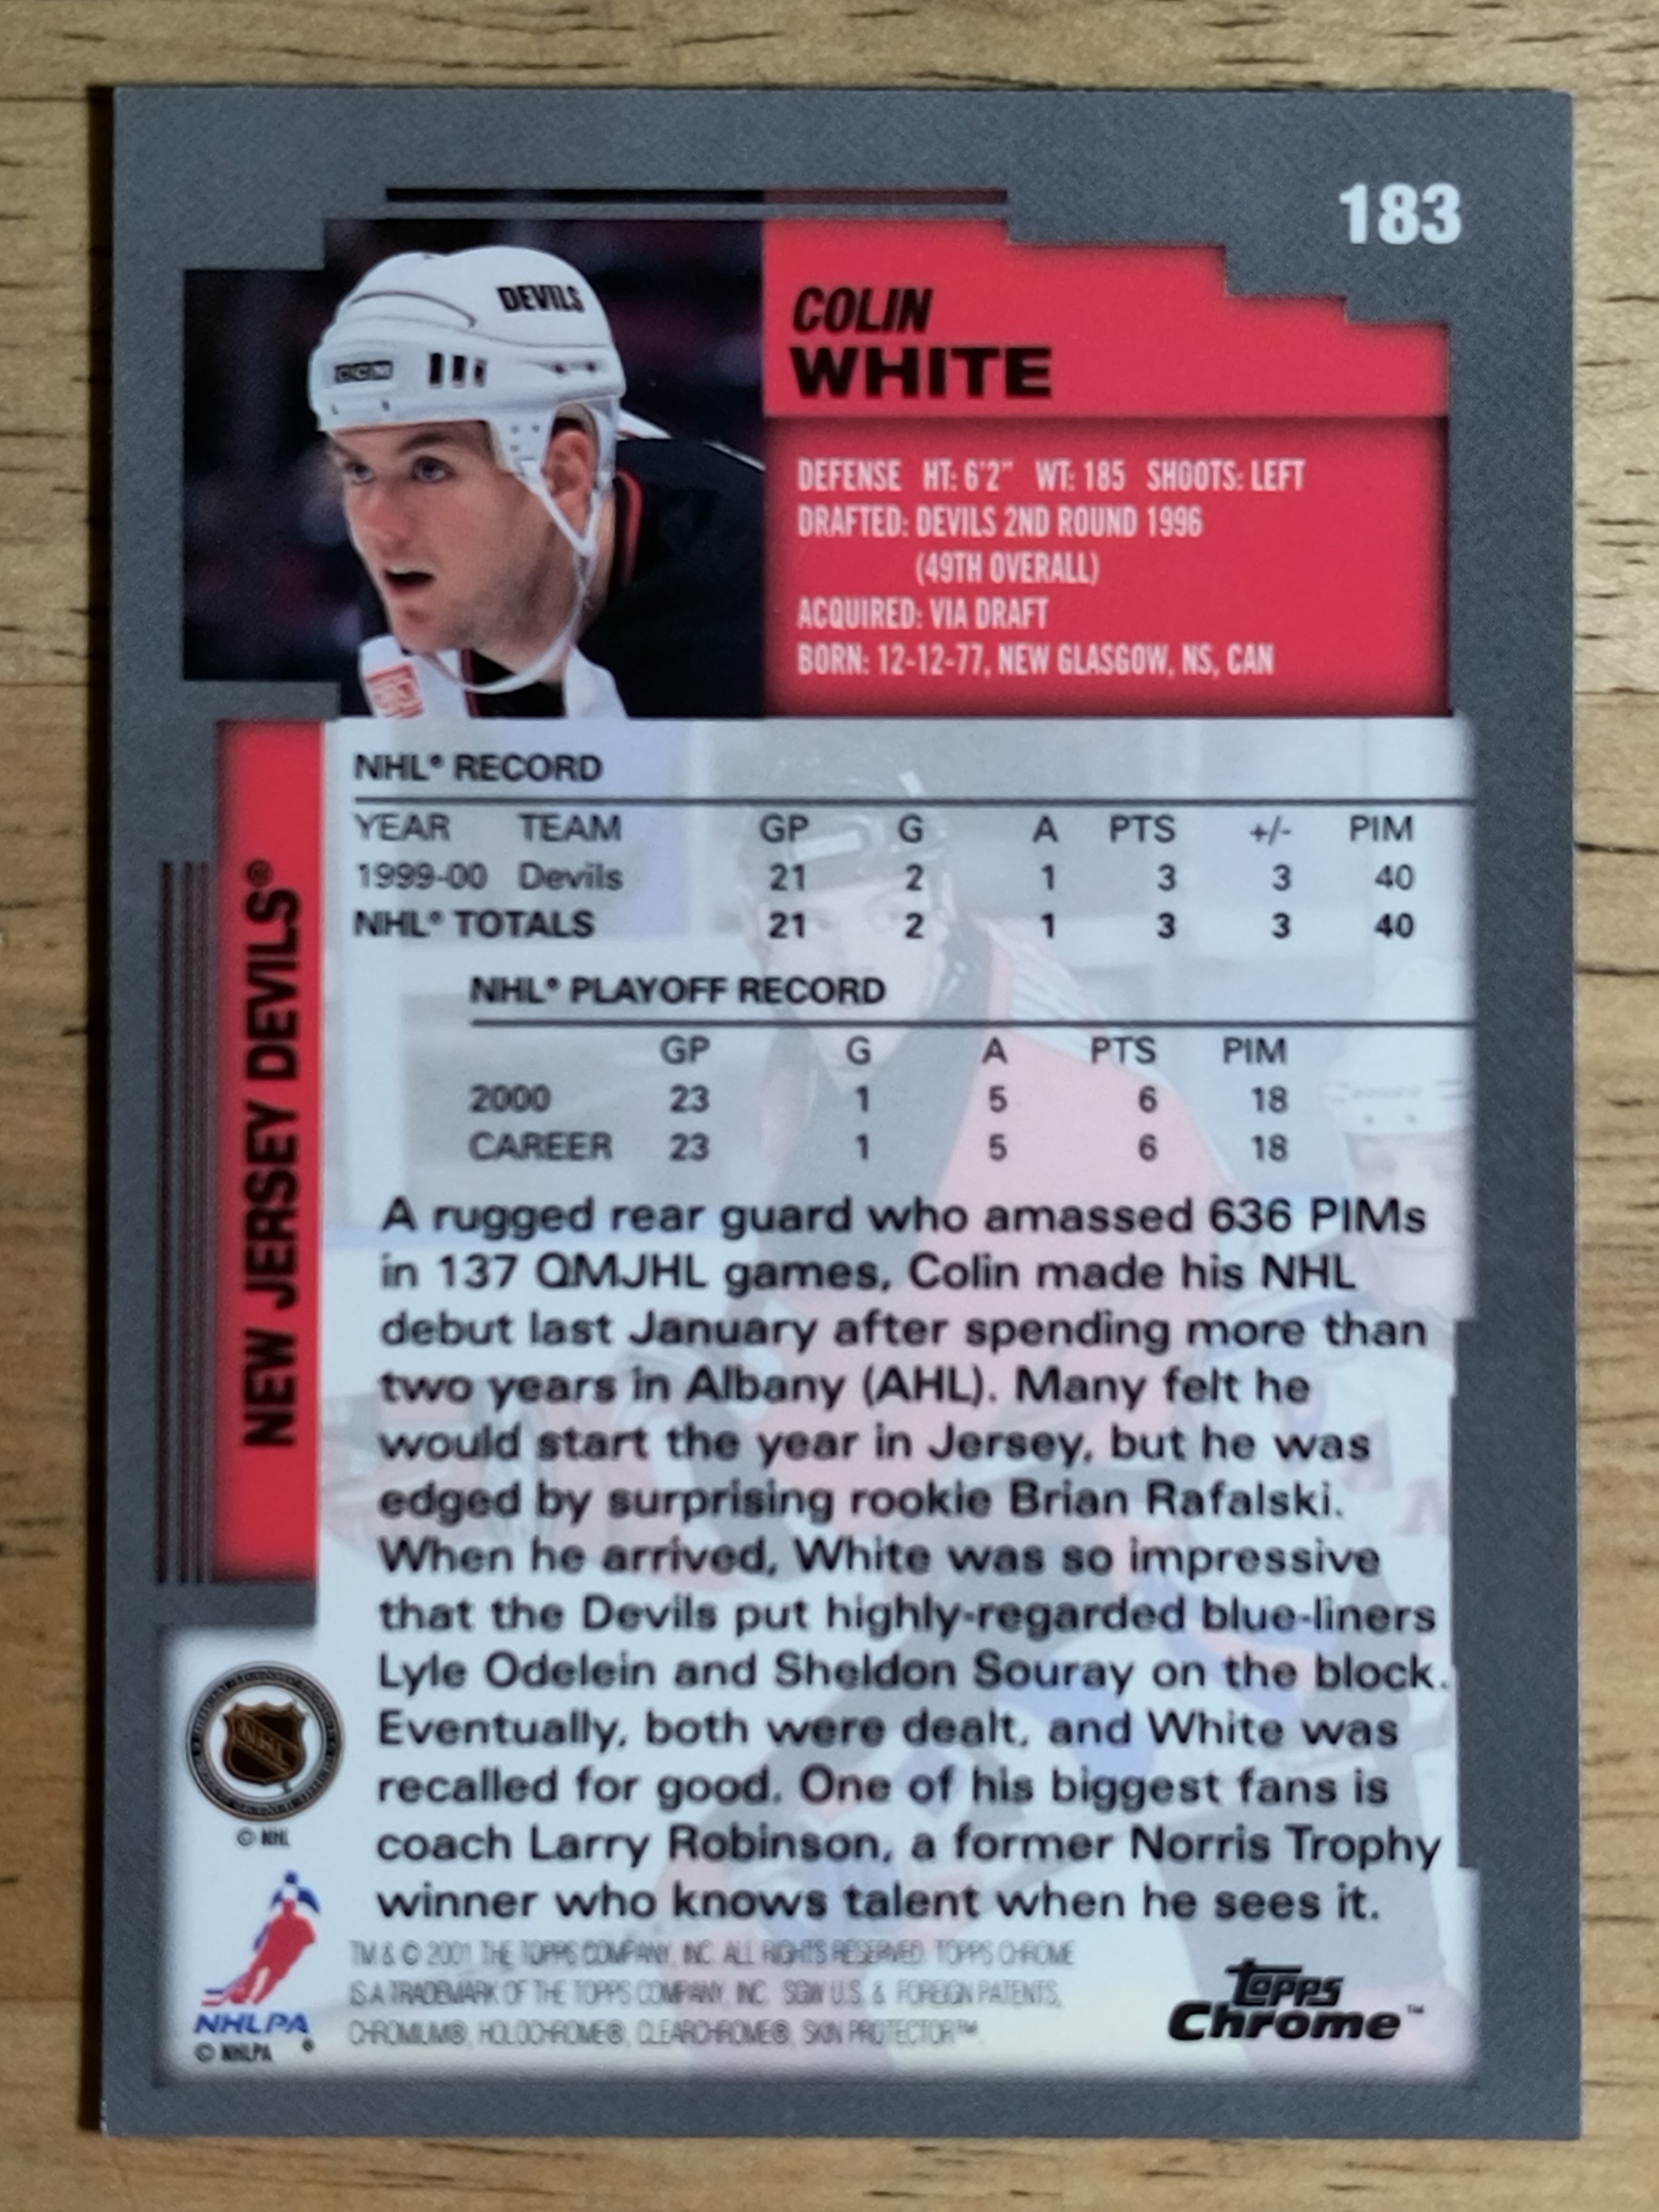 183
DEVILS
CCM
COLIN
WHITE
DEFENSE HT: 6'2" WT: 185 SHOOTS: LEFT
DRAFTED: DEVILS 2ND ROUND 1996
(49TH OVERALL)
ACQUIRED: VIA DRAFT
BORN: 12-12-77, NEW GLASGOW, NS, CAN
NEW JERSEY DEVILS®
NHL® RECORD
YEAR TEAM GP G A PTS +/- PIM
1999-00 Devils 21 2 1 3 3 40
NHL® TOTALS 21 2 1 3 3 40
NHL® PLAYOFF RECORD
GP G A PTS PIM
2000 23 1 5 6 18
CAREER 23 1 5 6 18
A rugged rear guard who amassed 636 PIMs
in 137 QMJHL games, Colin made his NHL
debut last January after spending more than
two years in Albany (AHL). Many felt he
would start the year in Jersey, but he was
edged by surprising rookie Brian Rafalski.
When he arrived, White was so impressive
that the Devils put highly-regarded blue-liners
Lyle Odelein and Sheldon Souray on the block.
Eventually, both were dealt, and White was
recalled for good. One of his biggest fans is
coach Larry Robinson, a former Norris Trophy
winner who knows talent when he sees it.
NHL
© NHL
NHLPA®
© NHLPA
TM & © 2001 THE TOPPS COMPANY, INC. ALL RIGHTS RESERVED. TOPPS CHROME
IS A TRADEMARK OF THE TOPPS COMPANY, INC. SGW U.S. & FOREIGN PATENTS,
CHROMIUM®, HOLOCHROME®, CLEARCHROME®, SKIN PROTECTOR™.
Topps
Chrome™